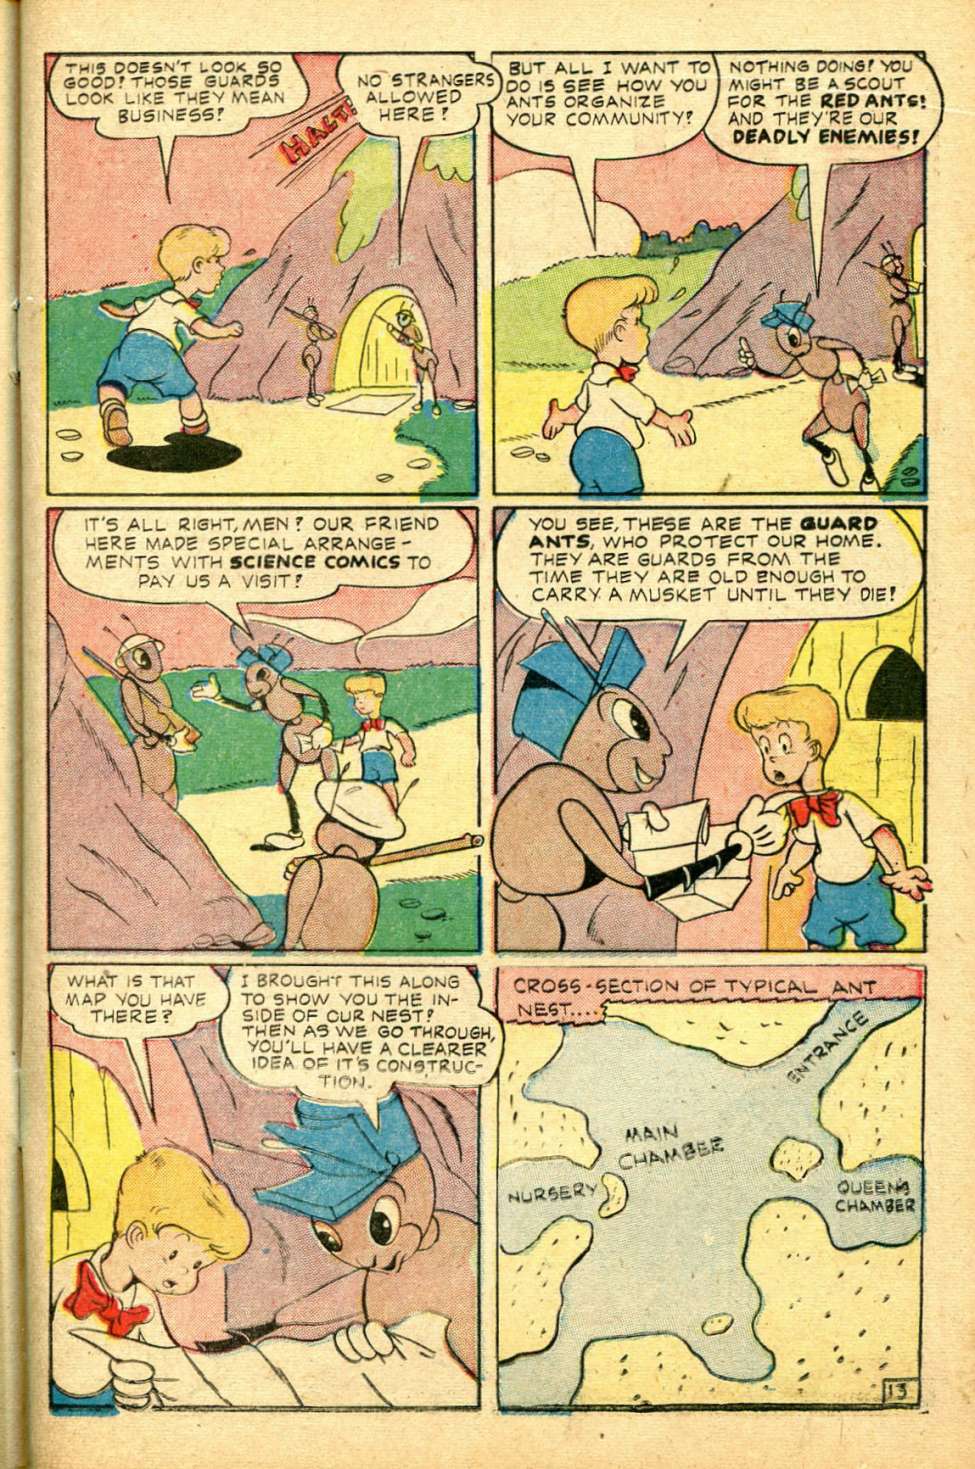 THIS DOESN'T LOOK SO
GOOD! THOSE GUARDS
LOOK LIKE THEY MEAN
BUSINESS!
HALT!
NO STRANGERS
ALLOWED
HERE!
BUT ALL I WANT TO
DO IS SEE HOW YOU
ANTS ORGANIZE
YOUR COMMUNITY!
NOTHING DOING! YOU
MIGHT BE A SCOUT
FOR THE RED ANTS!
AND THEY'RE OUR
DEADLY ENEMIES!
IT'S ALL RIGHT, MEN! OUR FRIEND
HERE MADE SPECIAL ARRANGE-
MENTS WITH SCIENCE COMICS TO
PAY US A VISIT!
YOU SEE, THESE ARE THE GUARD
ANTS, WHO PROTECT OUR HOME.
THEY ARE GUARDS FROM THE
TIME THEY ARE OLD ENOUGH TO
CARRY A MUSKET UNTIL THEY DIE!
WHAT IS THAT
MAP YOU HAVE
THERE?
I BROUGHT THIS ALONG
TO SHOW YOU THE IN-
SIDE OF OUR NEST!
THEN AS WE GO THROUGH,
YOU'LL HAVE A CLEARER
IDEA OF IT'S CONSTRUC-
TION.
CROSS-SECTION OF TYPICAL ANT
NEST....
ENTRANCE
MAIN
CHAMBER
NURSERY
QUEEN'S
CHAMBER
13